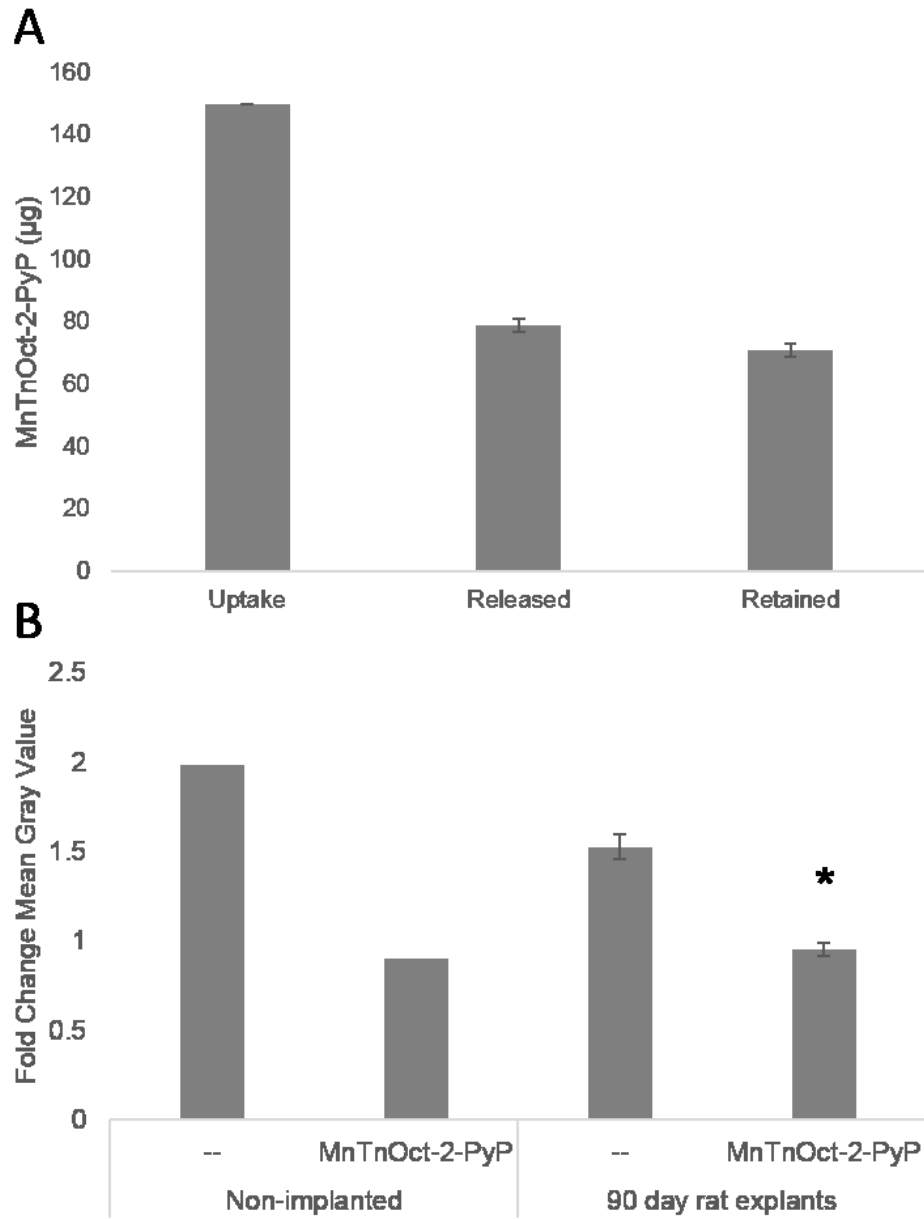 A
160
140
120
100
80
60
40
20
0
MnTnOct-2-PyP (µg)
Uptake Released Retained
B
2.5
2
1.5
1
0.5
0
Fold Change Mean Gray Value
*
-- MnTnOct-2-PyP -- MnTnOct-2-PyP
Non-implanted 90 day rat explants